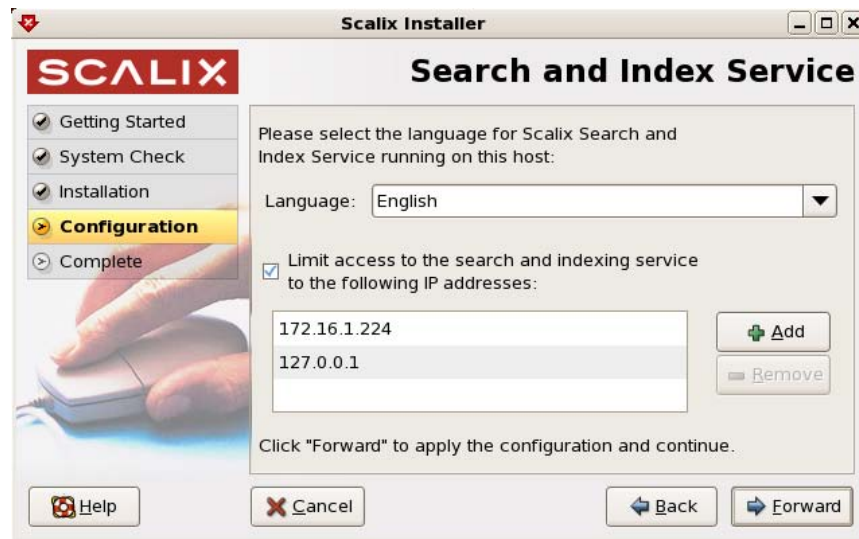 Scalix Installer
SCALIX
Search and Index Service
Getting Started
System Check
Installation
Configuration
Complete
Please select the language for Scalix Search and
Index Service running on this host:
Language: English
Limit access to the search and indexing service
to the following IP addresses:
172.16.1.224
127.0.0.1
Add
Remove
Click "Forward" to apply the configuration and continue.
Help
Cancel
Back
Forward